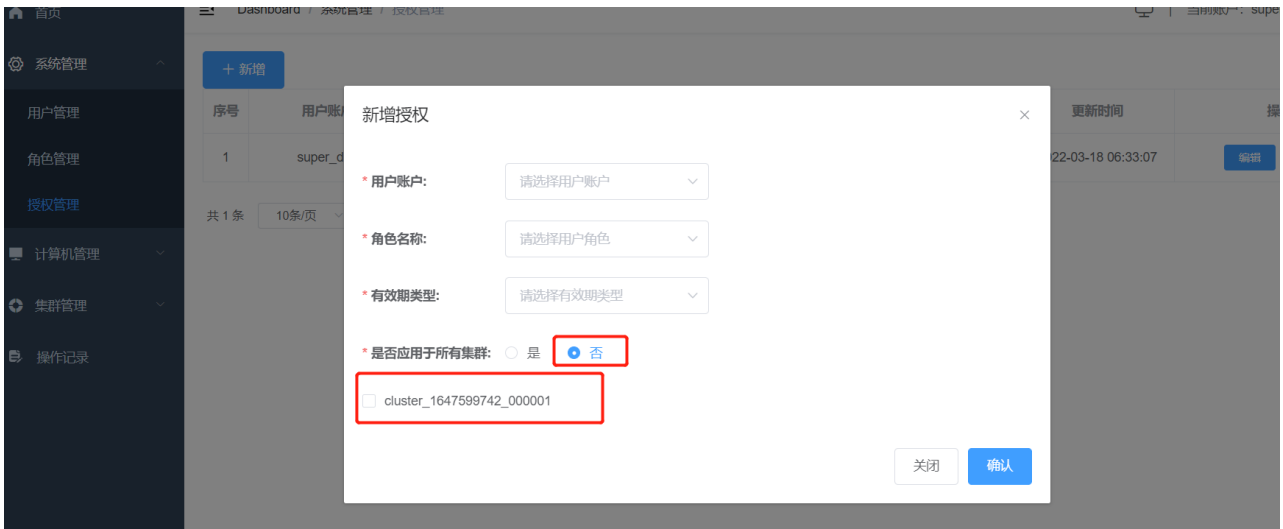 首页
Dashboard / 系统管理 / 授权管理
当前账户: supe
系统管理
用户管理
角色管理
授权管理
计算机管理
集群管理
操作记录
+ 新增
序号
用户账
更新时间
操
1
super_d
22-03-18 06:33:07
编辑
共 1 条
10条/页
新增授权
* 用户账户:
请选择用户账户
* 角色名称:
请选择用户角色
* 有效期类型:
请选择有效期类型
* 是否应用于所有集群: 是 否
cluster_1647599742_000001
关闭
确认